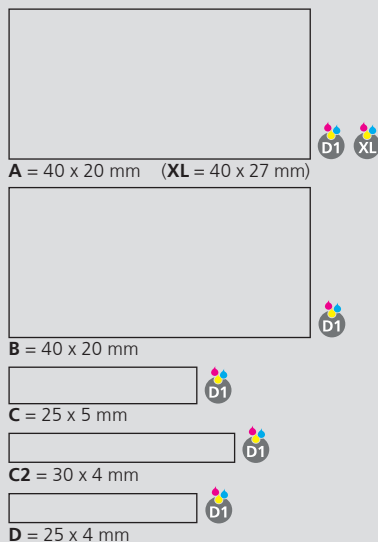 D1 XL
A = 40 x 20 mm (XL = 40 x 27 mm)
D1
B = 40 x 20 mm
D1
C = 25 x 5 mm
D1
C2 = 30 x 4 mm
D1
D = 25 x 4 mm